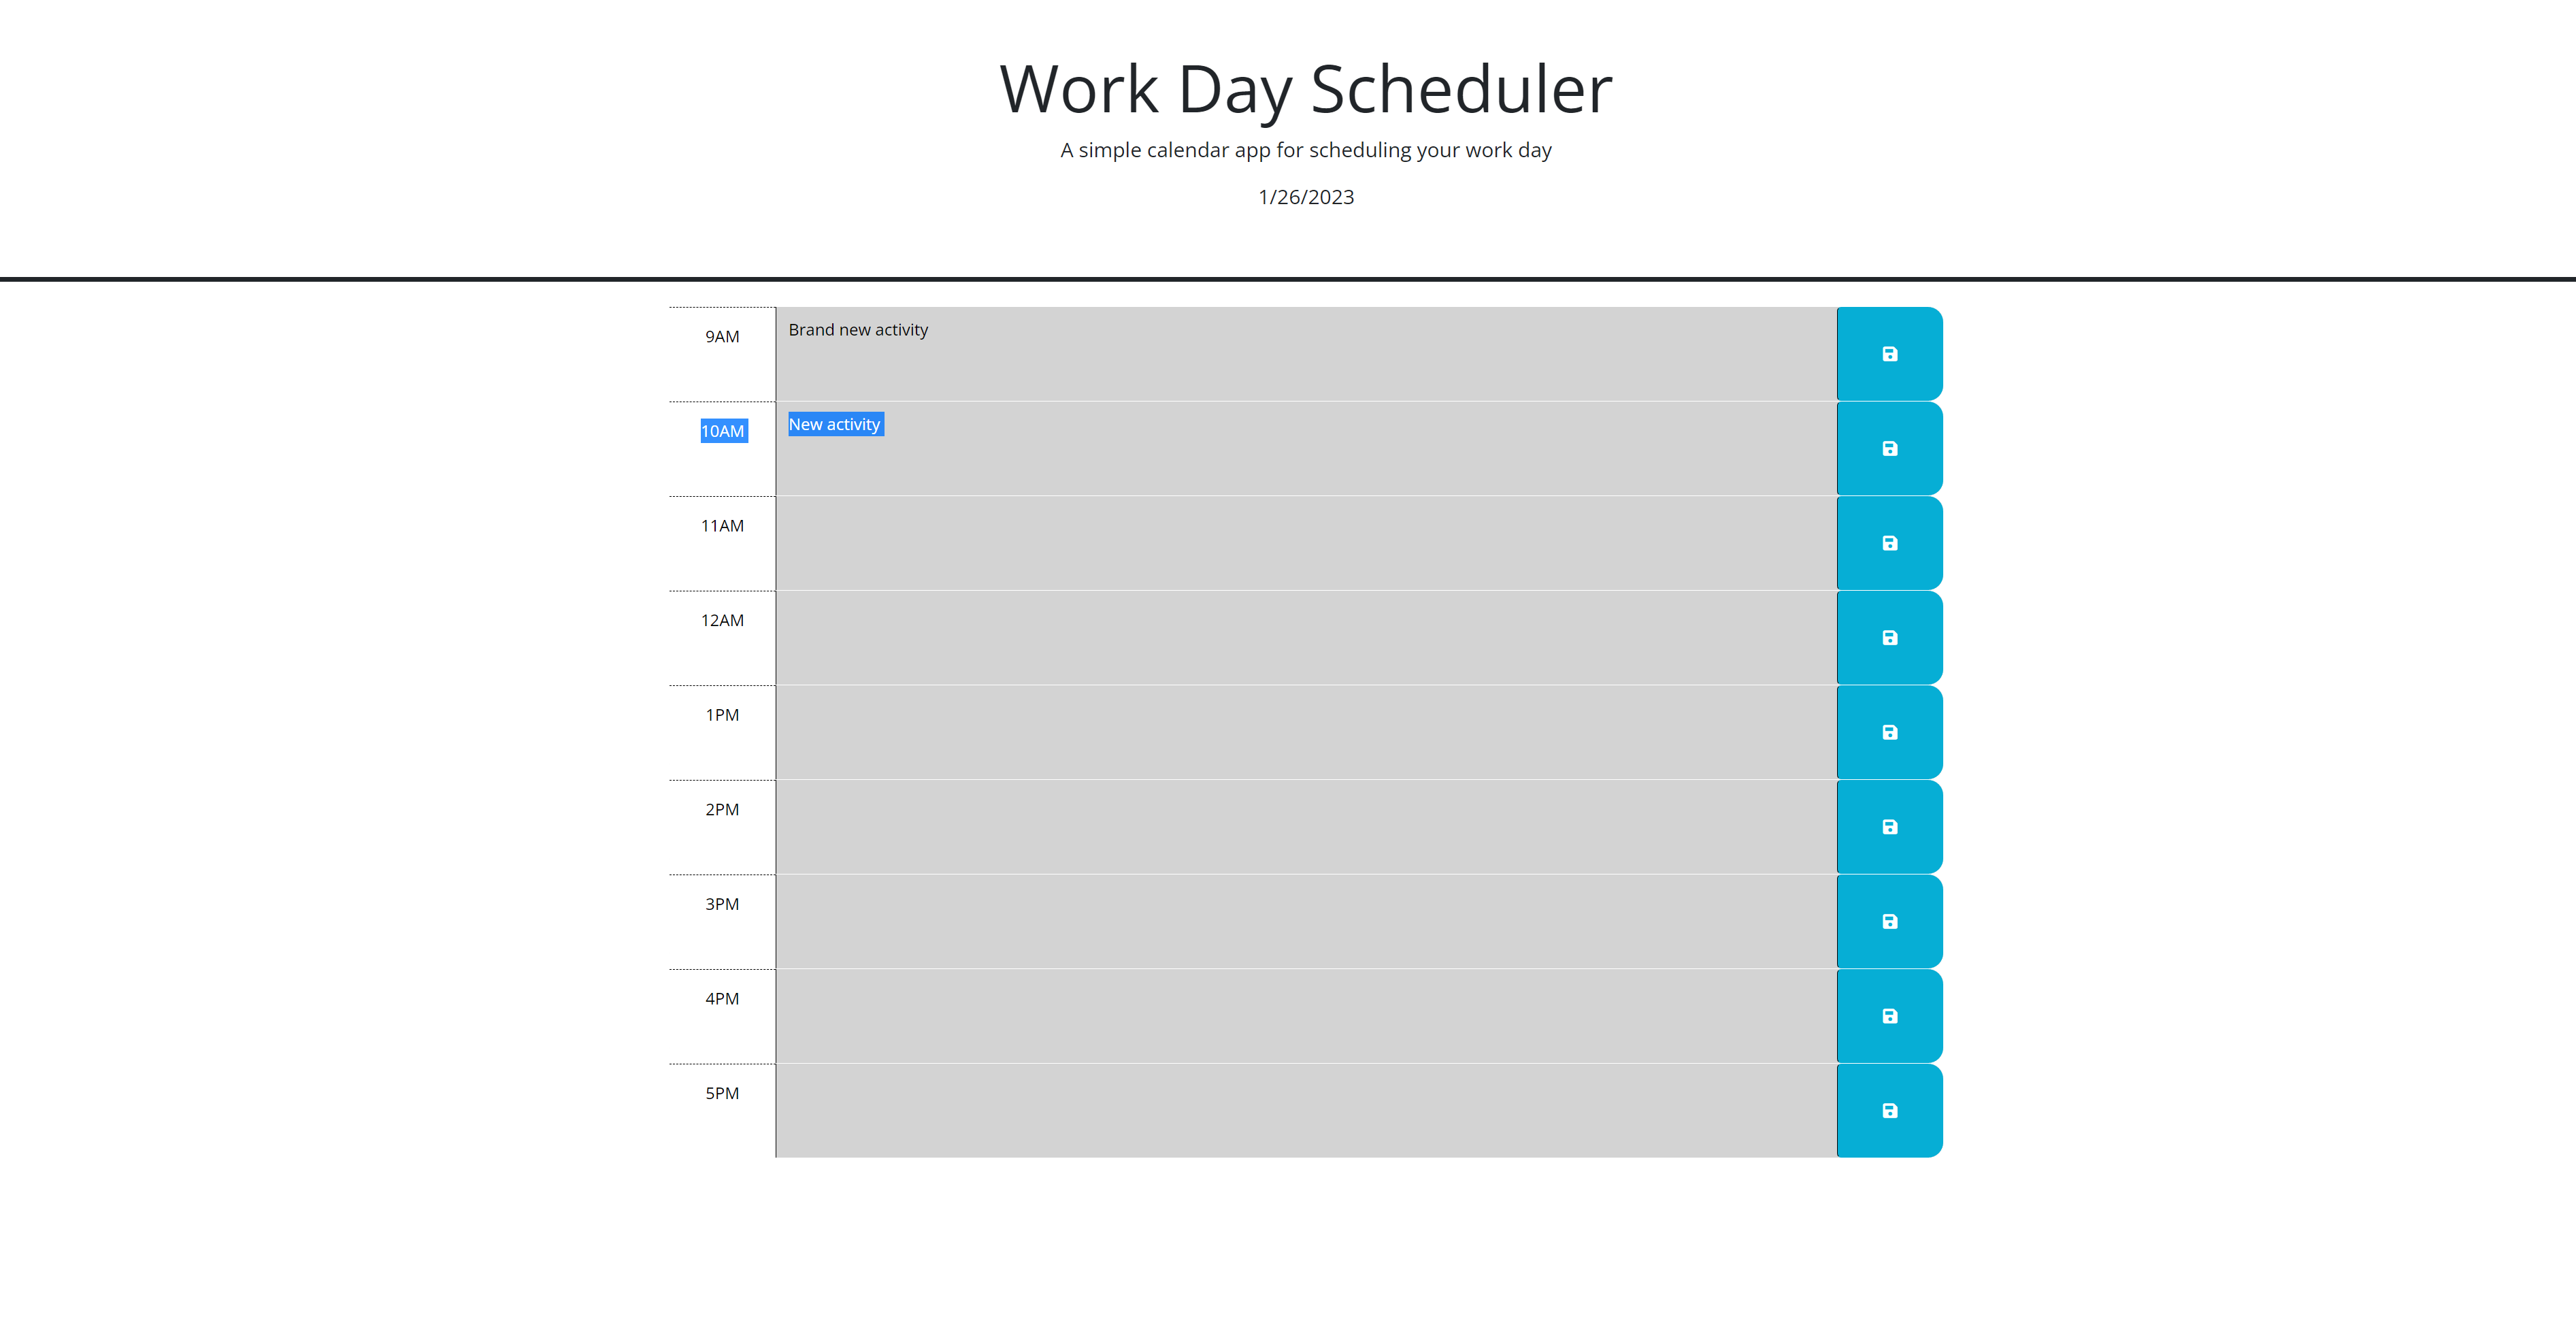 Work Day Scheduler
A simple calendar app for scheduling your work day
1/26/2023
9AM Brand new activity
10AM New activity
11AM
12AM
1PM
2PM
3PM
4PM
5PM